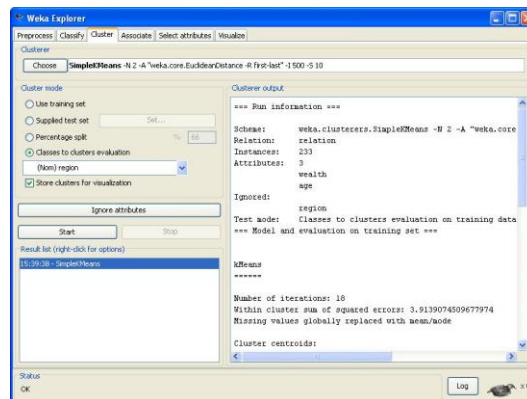 Weka Explorer
Preprocess Classify Cluster Associate Select attributes Visualize
Clusterer
Choose SimpleKMeans -N 2 -A "weka.core.EuclideanDistance -R first-last" -I 500 -S 10
Cluster mode
Use training set
Supplied test set Set...
Percentage split % 66
Classes to clusters evaluation
(Nom) region
Store clusters for visualization
Ignore attributes
Start Stop
Result list (right-click for options)
15:39:38 - SimpleKMeans
Clusterer output
=== Run information ===
Scheme: weka.clusterers.SimpleKMeans -N 2 -A "weka.core
Relation: relation
Instances: 233
Attributes: 3
wealth
age
Ignored:
region
Test mode: Classes to clusters evaluation on training data
=== Model and evaluation on training set ===
kMeans
======
Number of iterations: 18
Within cluster sum of squared errors: 3.9139074509677974
Missing values globally replaced with mean/mode
Cluster centroids:
Status
OK
Log